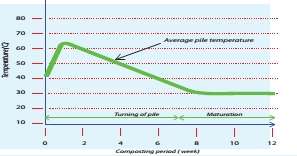 80
70
Average pile temperature
60
Temperature(°C)
50
40
30
20
Turning of pile
Maturation
10
0 2 4 6 8 10 12
Composting period ( week)